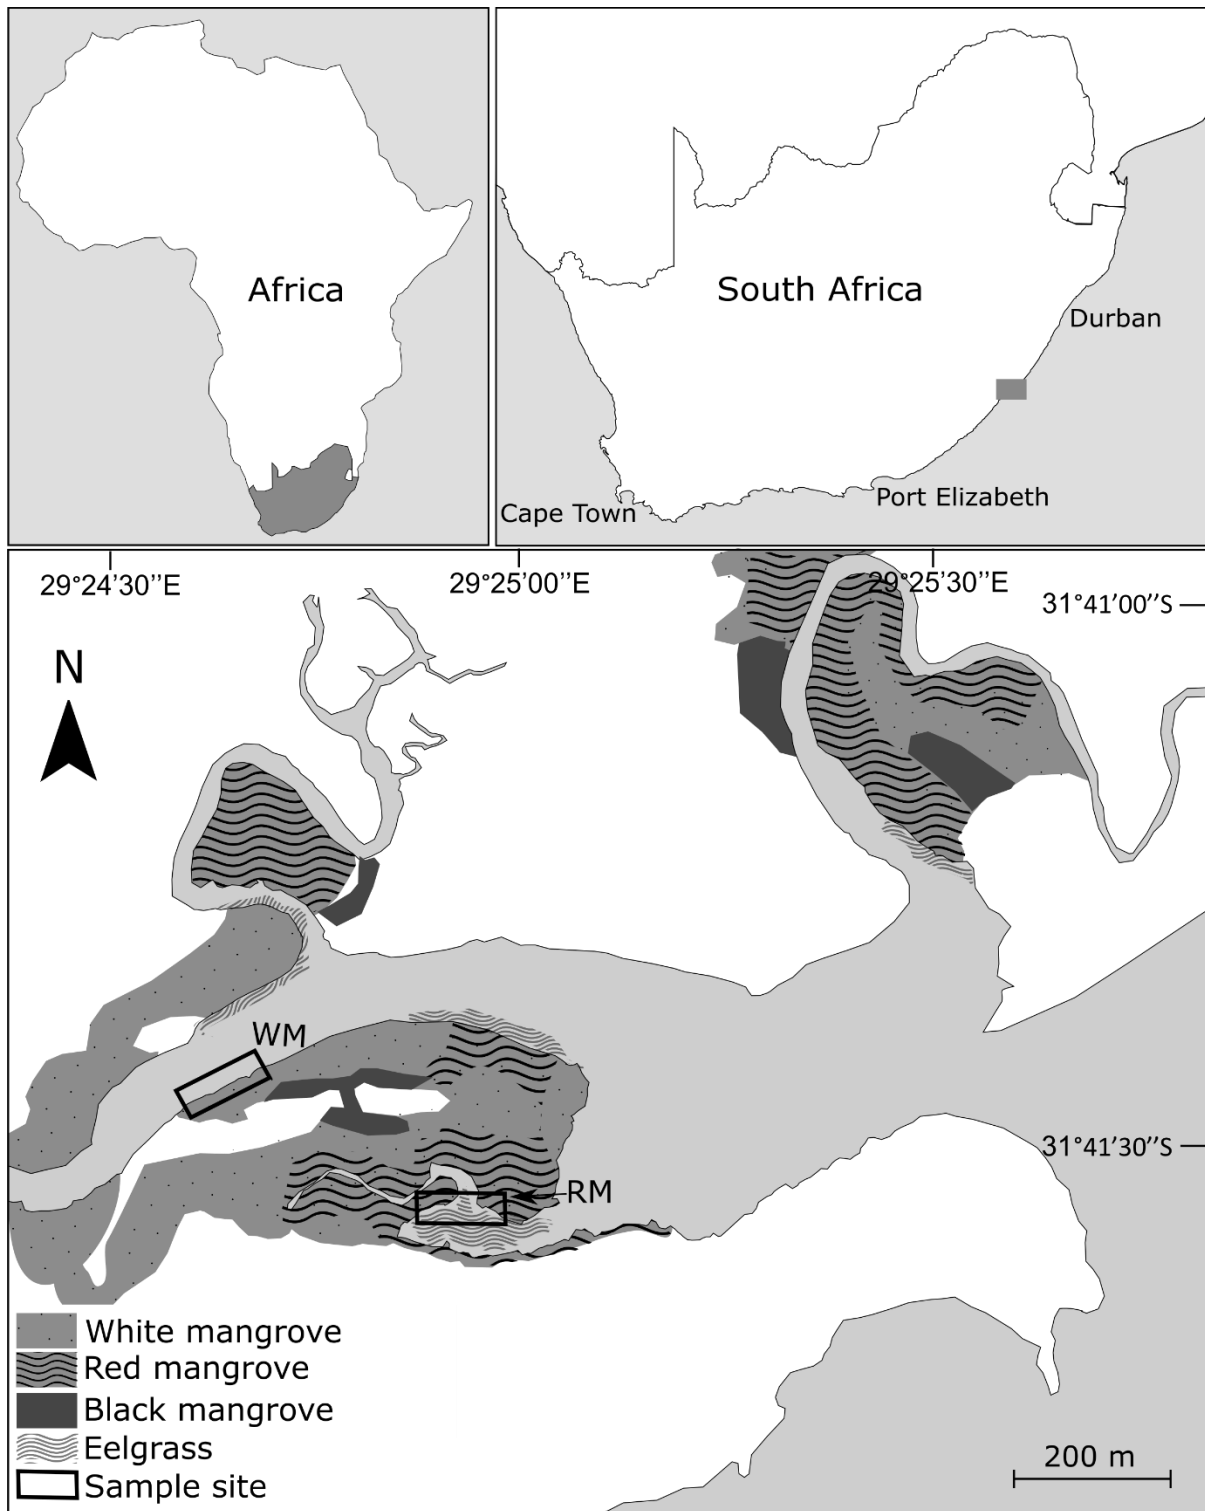 Africa
South Africa
Durban
Port Elizabeth
Cape Town
29°24'30''E
29°25'00''E
29°25'30''E
31°41'00''S
N
WM
31°41'30''S
RM
White mangrove
Red mangrove
Black mangrove
Eelgrass
Sample site
200 m